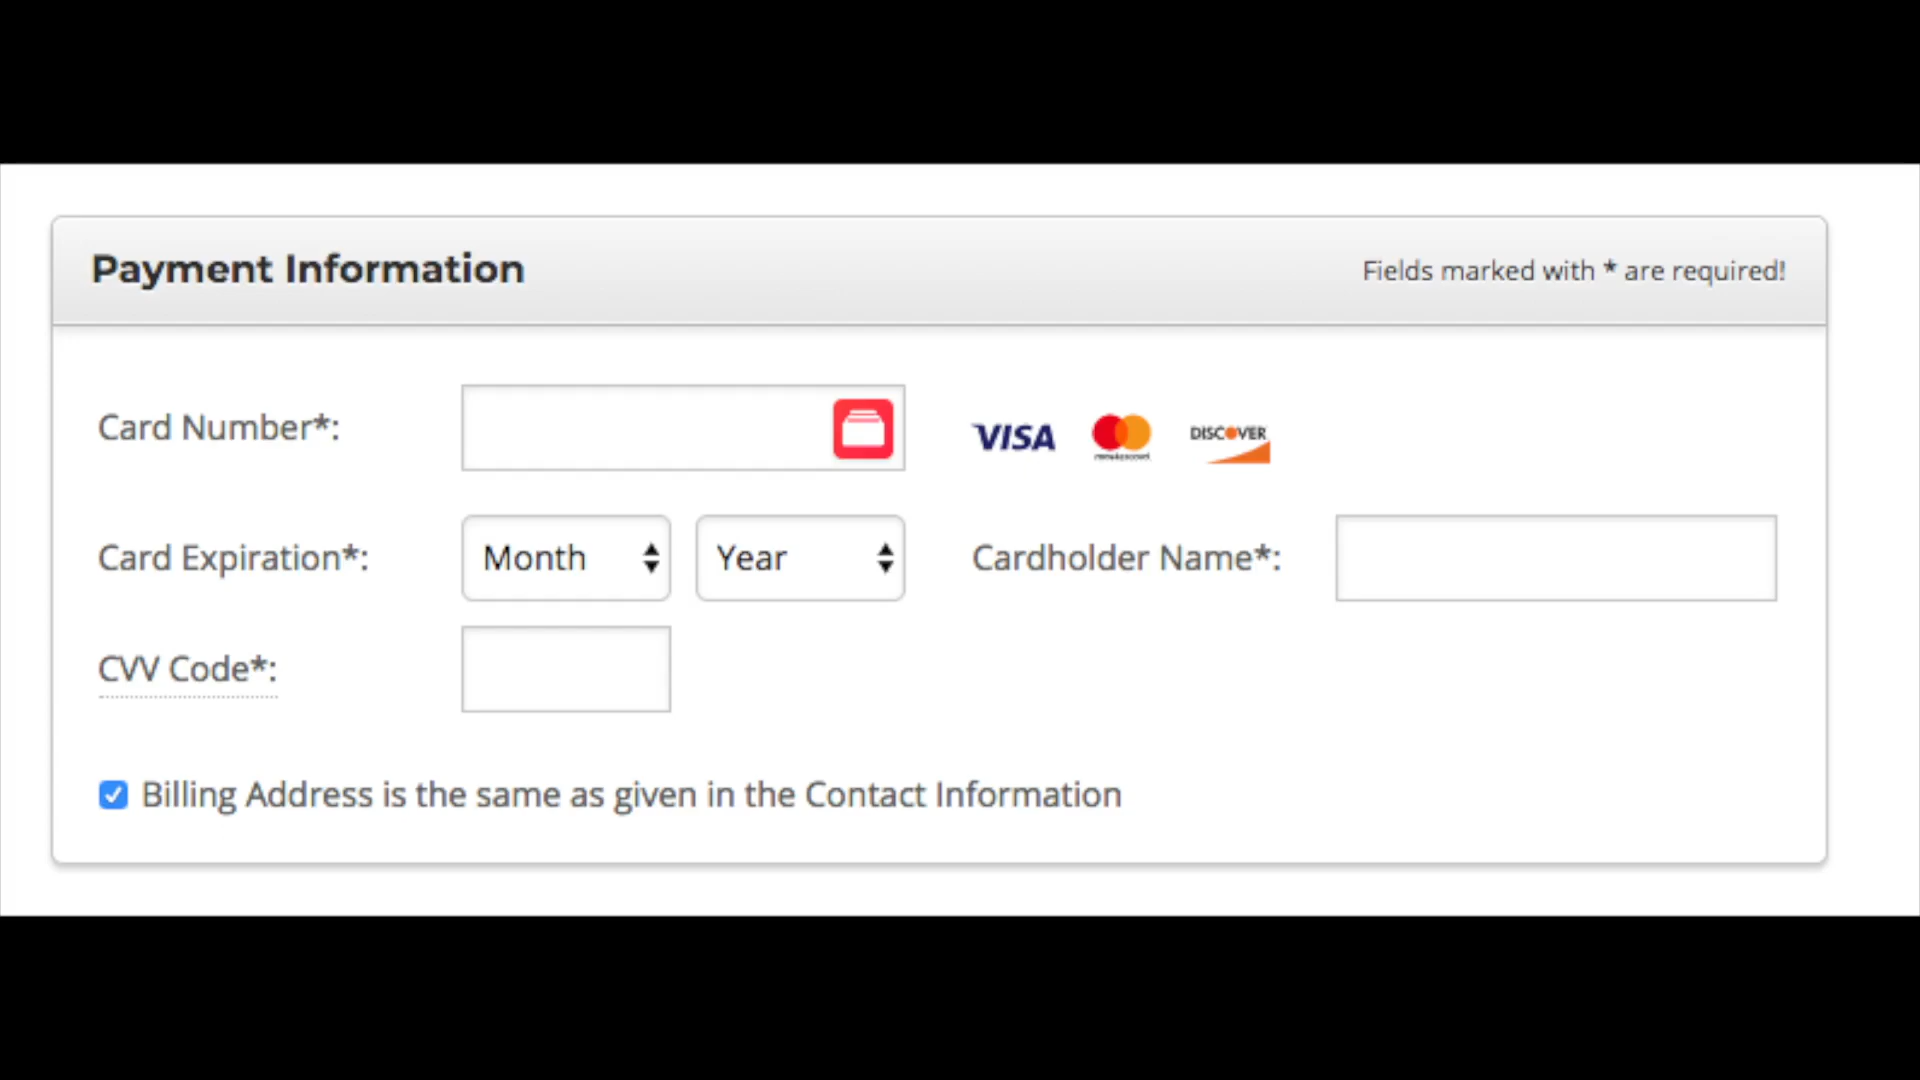 Payment Information
Fields marked with * are required!
Card Number*:
VISA
DISCOVER
Card Expiration*:
Month
Year
Cardholder Name*:
CVV Code*:
Billing Address is the same as given in the Contact Information